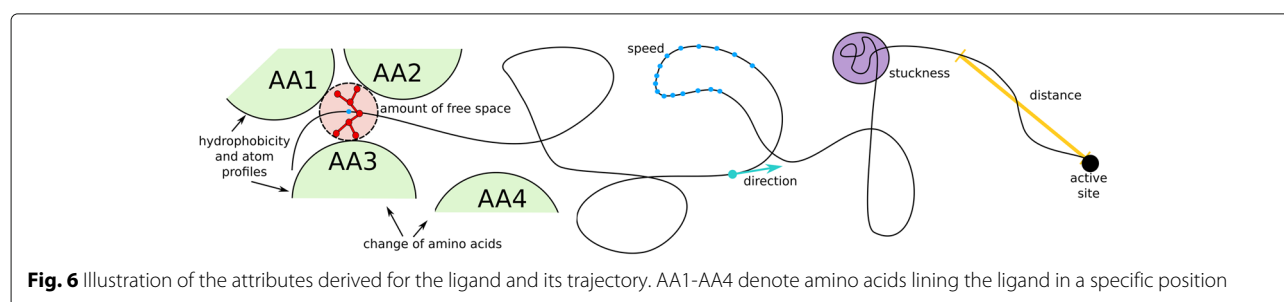 AA1
AA2
amount of free space
hydrophobicity
and atom
profiles
AA3
AA4
change of amino acids
speed
direction
stuckness
distance
active
site
Fig. 6 Illustration of the attributes derived for the ligand and its trajectory. AA1-AA4 denote amino acids lining the ligand in a specific position